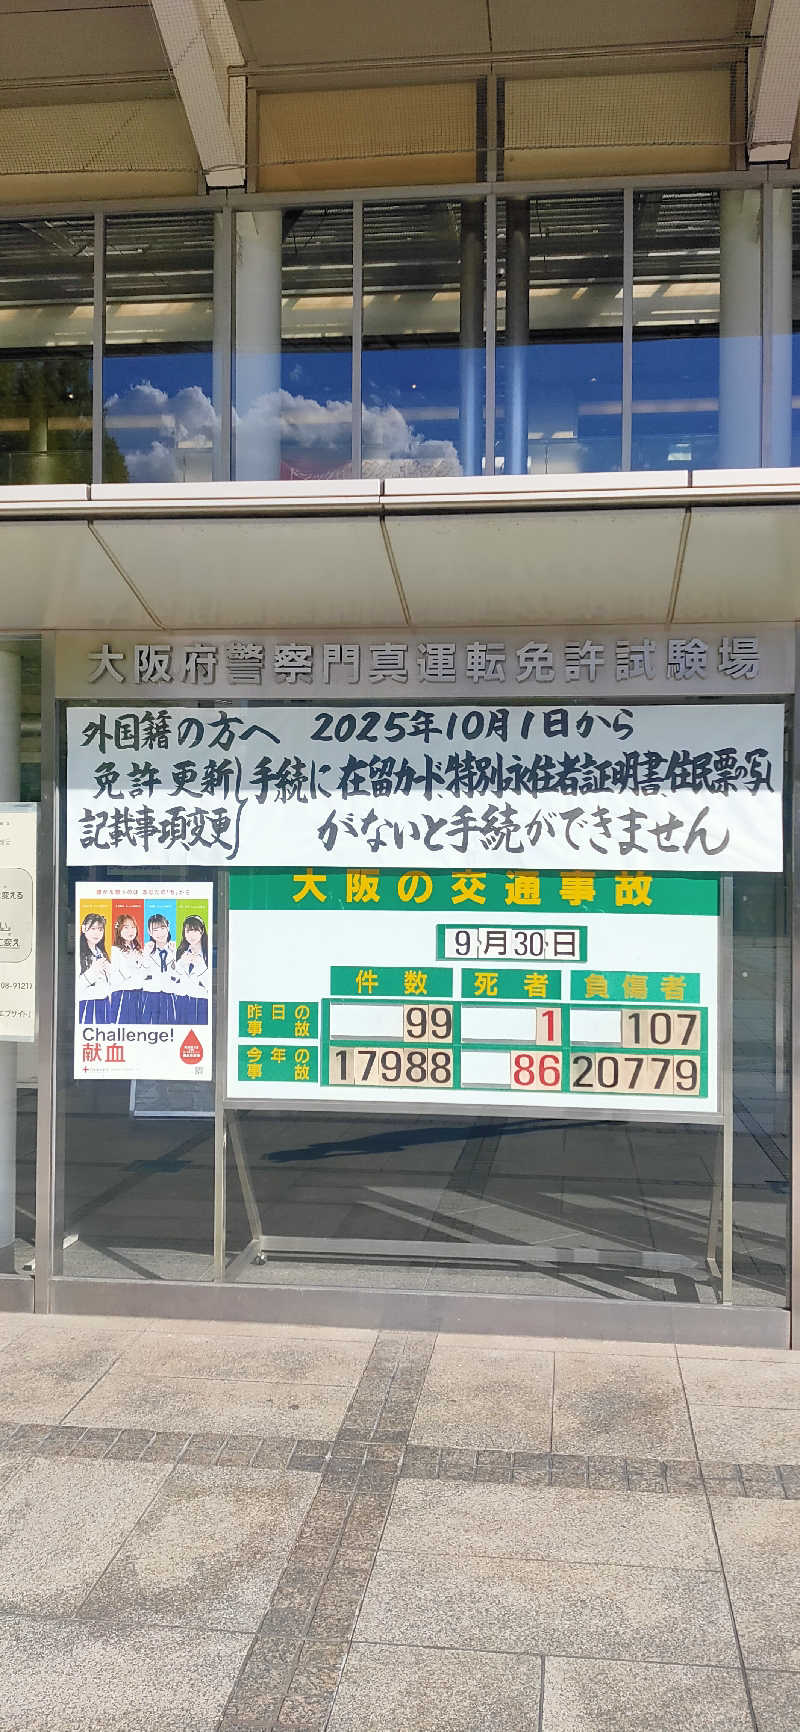 大阪府警察門真運転免許試験場
外国籍の方へ 2025年10月1日から
免許更新 手続に在留カード、特別永住者証明書、住民票の写し
記載事項変更 がないと手続ができません
大阪の交通事故
9月30日
件数 死者 負傷者
昨日の事故 99 1 107
今年の事故 17988 86 20779
Challenge!
献血